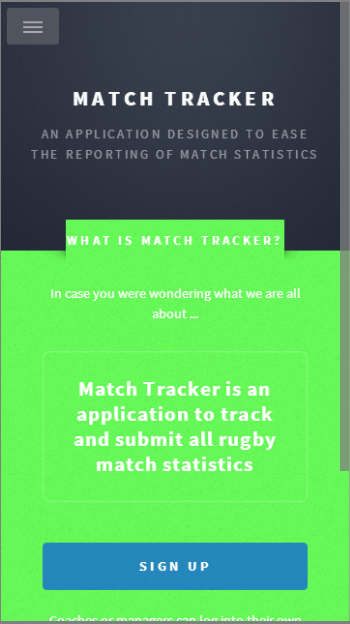 MATCH TRACKER
AN APPLICATION DESIGNED TO EASE
THE REPORTING OF MATCH STATISTICS
WHAT IS MATCH TRACKER?
In case you were wondering what we are all
about ...
Match Tracker is an
application to track
and submit all rugby
match statistics
SIGN UP
Coaches or managers can log into their own